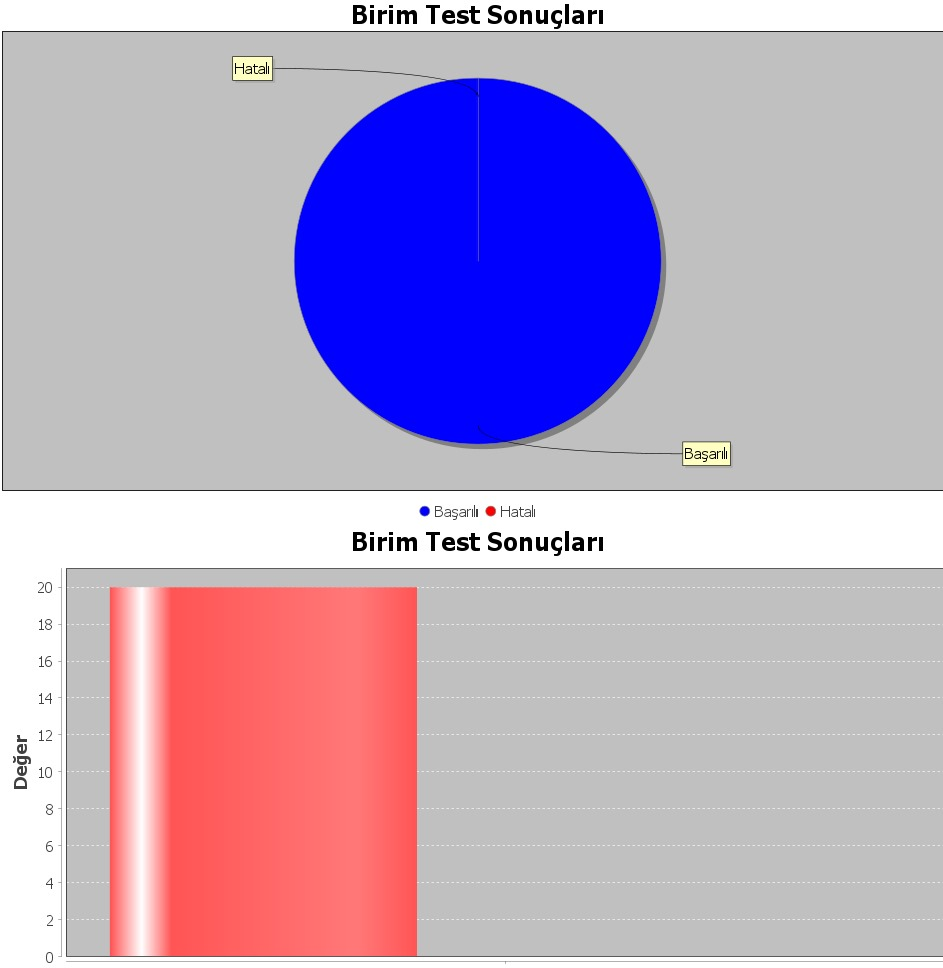 Birim Test Sonuçları
Hatalı
Başarılı
Başarılı Hatalı
Birim Test Sonuçları
20
18
16
14
12
10
8
6
4
2
0
Değer